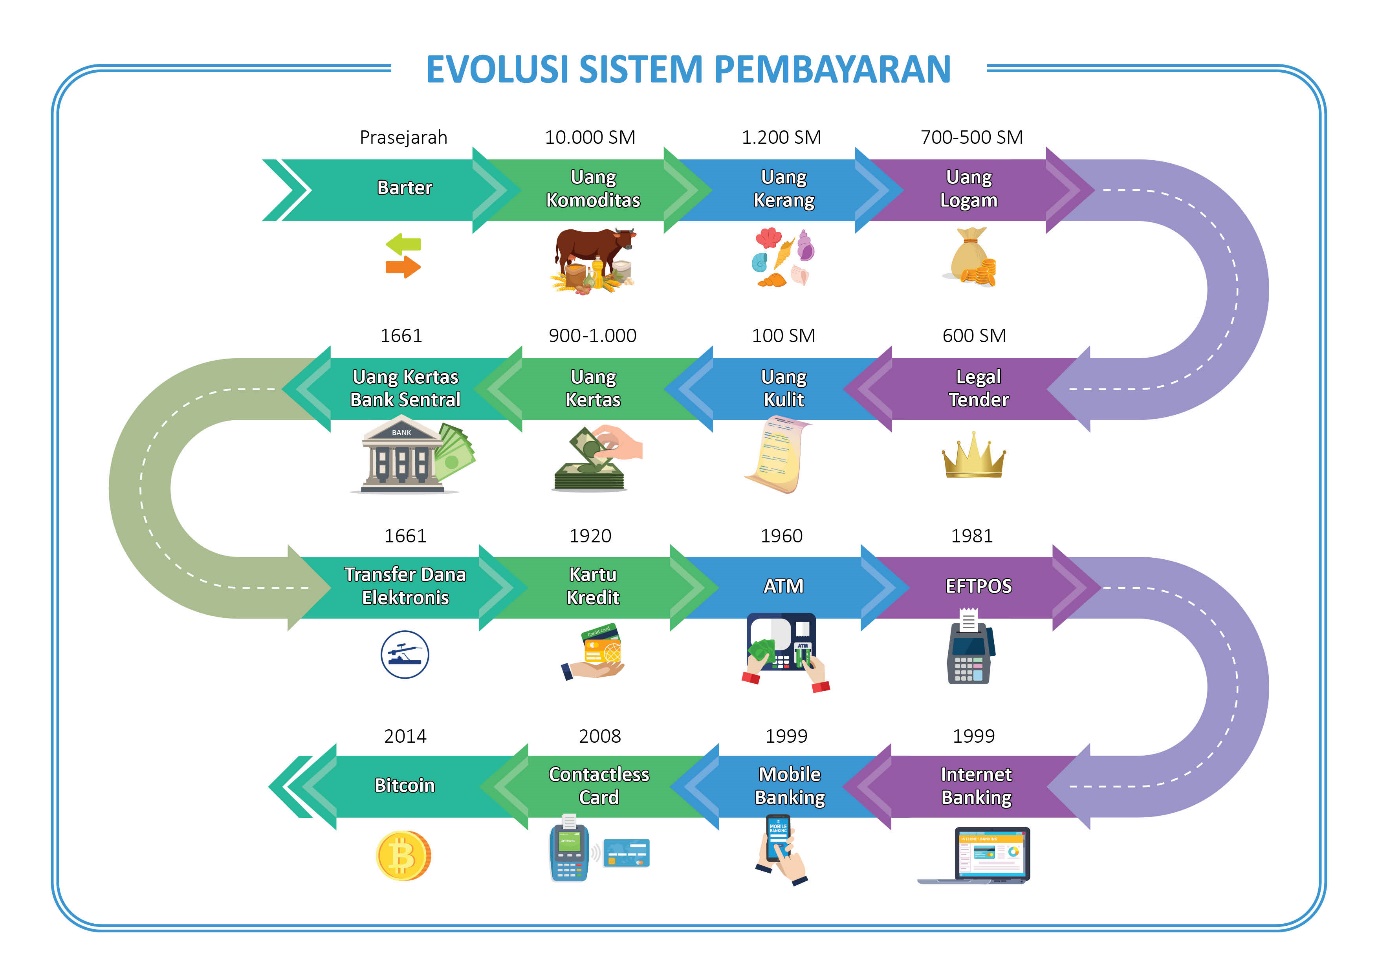 EVOLUSI SISTEM PEMBAYARAN
Prasejarah
10.000 SM
1.200 SM
700-500 SM
Barter
Uang
Komoditas
Uang
Kerang
Uang
Logam
1661
900-1.000
100 SM
600 SM
Uang Kertas
Bank Sentral
Uang
Kertas
Uang
Kulit
Legal
Tender
BANK
1661
1920
1960
1981
Transfer Dana
Elektronis
Kartu
Kredit
ATM
EFTPOS
ATM
2014
2008
1999
1999
Bitcoin
Contactless
Card
Mobile
Banking
Internet
Banking
MOBILE
BANKING